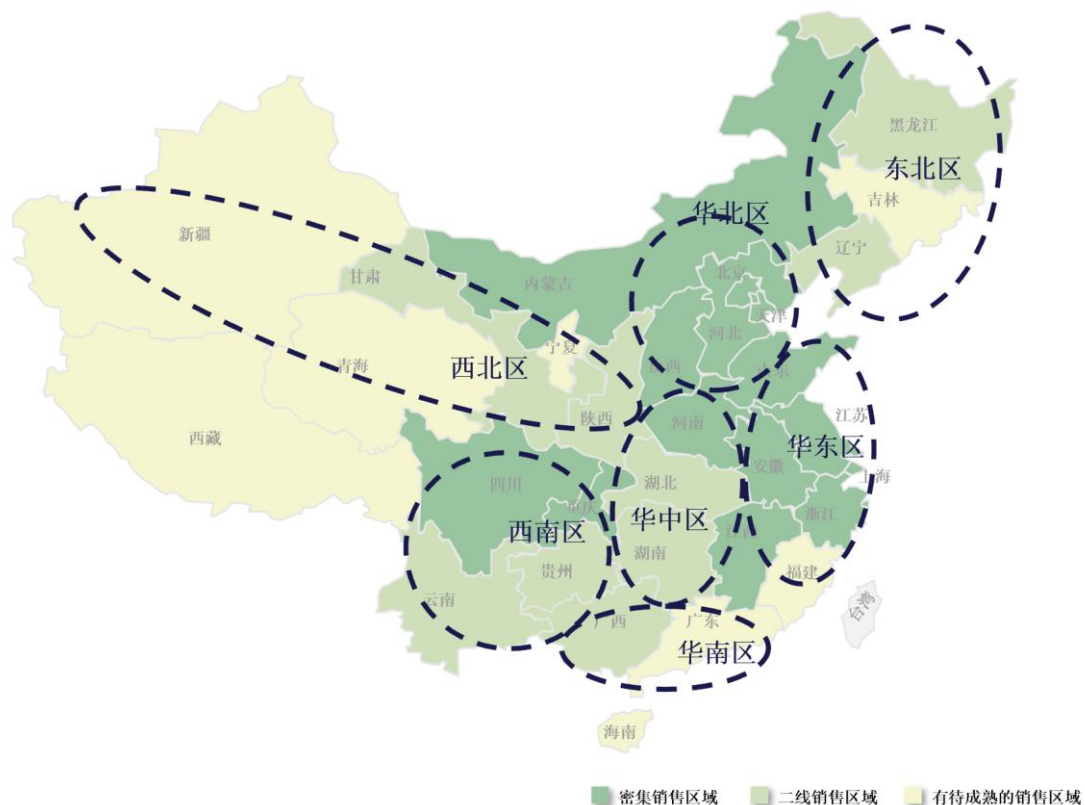 黑龙江
东北区
吉林
华北区
辽宁
新疆
甘肃
内蒙古
北京
天津
河北
宁夏
山西
山东
青海
西北区
陕西
河南
江苏
西藏
华东区
安徽
上海
四川
湖北
重庆
浙江
西南区
华中区
江西
湖南
贵州
福建
云南
台湾
广西
广东
华南区
海南
密集销售区域
二线销售区域
有待成熟的销售区域